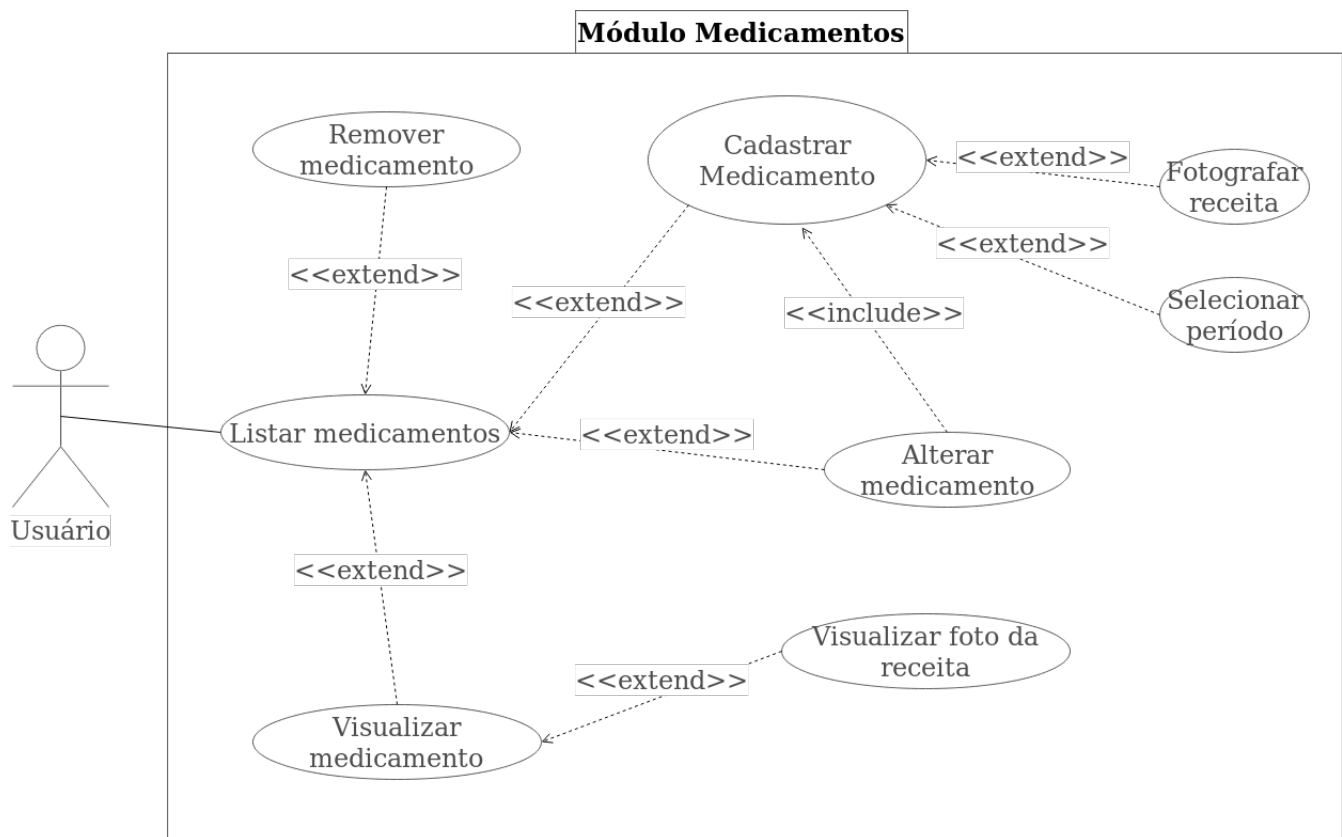 Módulo Medicamentos
Remover
medicamento
Cadastrar
Medicamento
<<extend>>
Fotografar
receita
<<extend>>
<<extend>>
<<extend>>
Selecionar
período
<<include>>
Listar medicamentos
<<extend>>
Alterar
medicamento
Usuário
<<extend>>
Visualizar foto da
receita
<<extend>>
Visualizar
medicamento